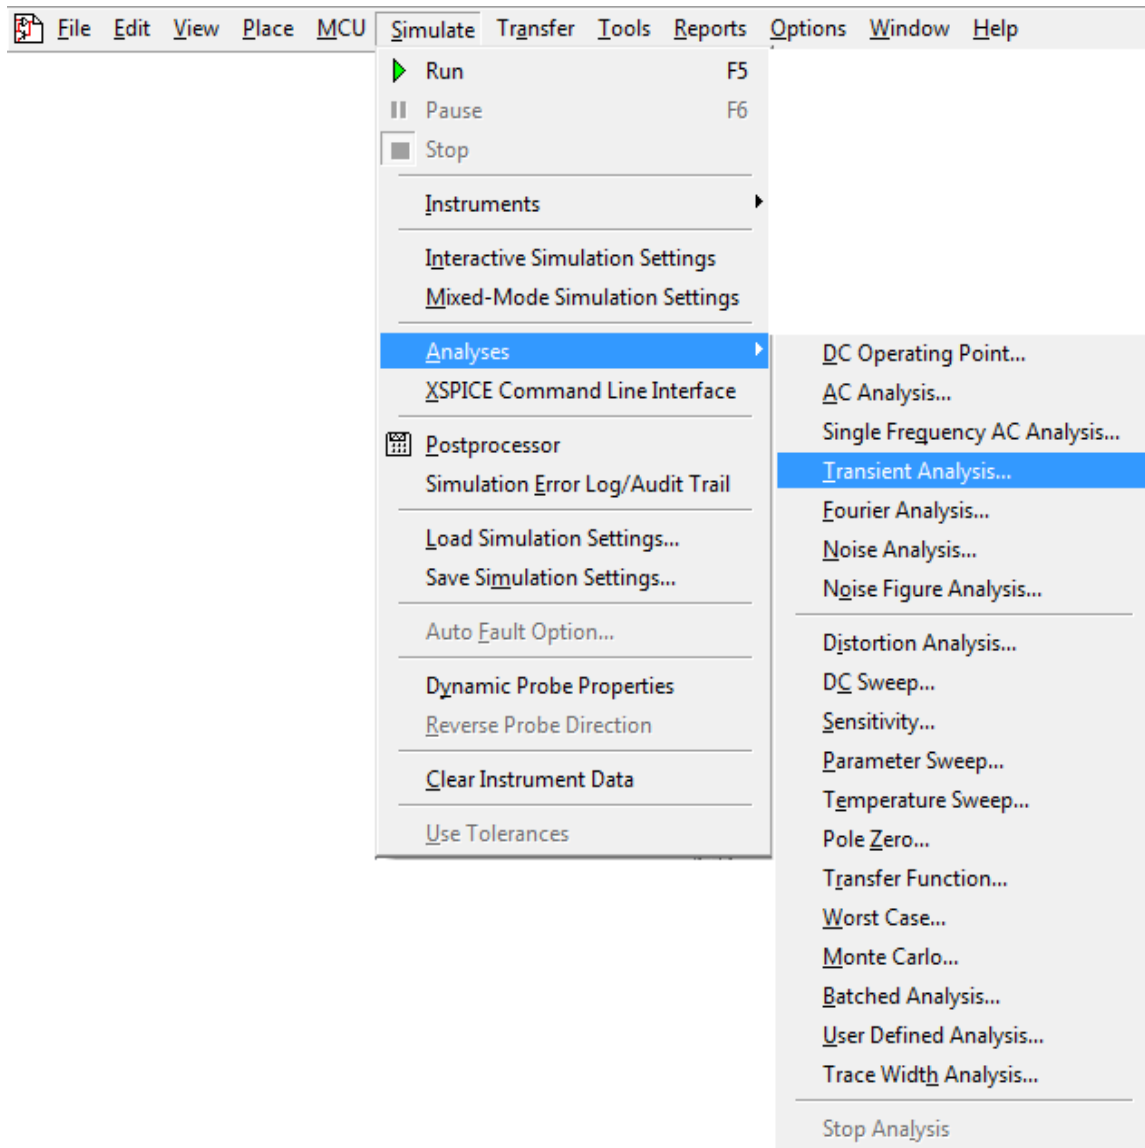 File Edit View Place MCU Simulate Transfer Tools Reports Options Window Help
Run F5
Pause F6
Stop
Instruments
Interactive Simulation Settings
Mixed-Mode Simulation Settings
Analyses
XSPICE Command Line Interface
Postprocessor
Simulation Error Log/Audit Trail
Load Simulation Settings...
Save Simulation Settings...
Auto Fault Option...
Dynamic Probe Properties
Reverse Probe Direction
Clear Instrument Data
Use Tolerances
DC Operating Point...
AC Analysis...
Single Frequency AC Analysis...
Transient Analysis...
Fourier Analysis...
Noise Analysis...
Noise Figure Analysis...
Distortion Analysis...
DC Sweep...
Sensitivity...
Parameter Sweep...
Temperature Sweep...
Pole Zero...
Transfer Function...
Worst Case...
Monte Carlo...
Batched Analysis...
User Defined Analysis...
Trace Width Analysis...
Stop Analysis